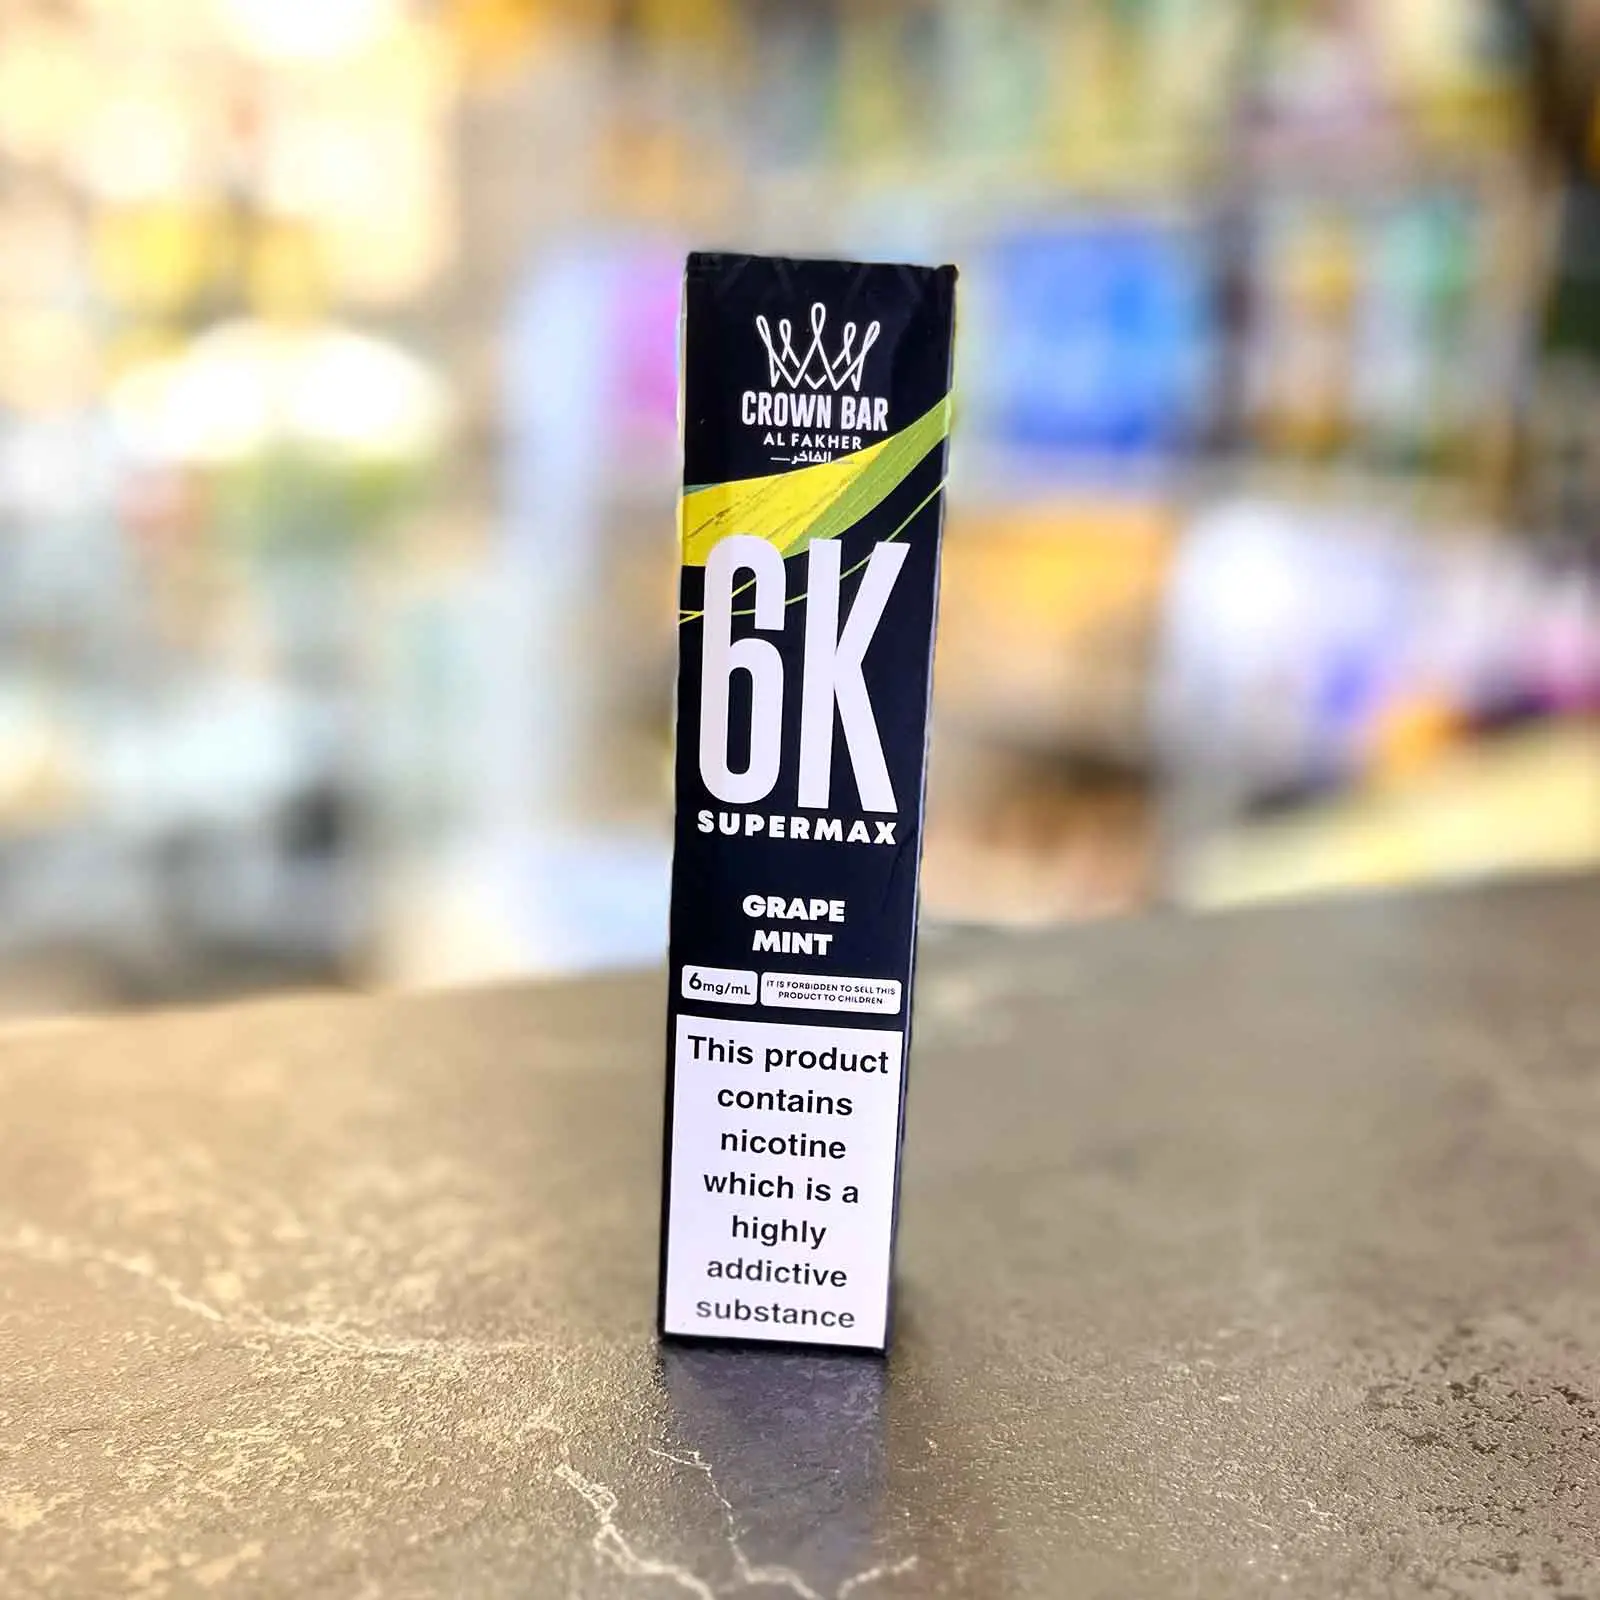 CROWN BAR
AL FAKHER
الفاخر
6K
SUPERMAX
GRAPE
MINT
6mg/mL
IT IS FORBIDDEN TO SELL THIS
PRODUCT TO CHILDREN
This product
contains
nicotine
which is a
highly
addictive
substance